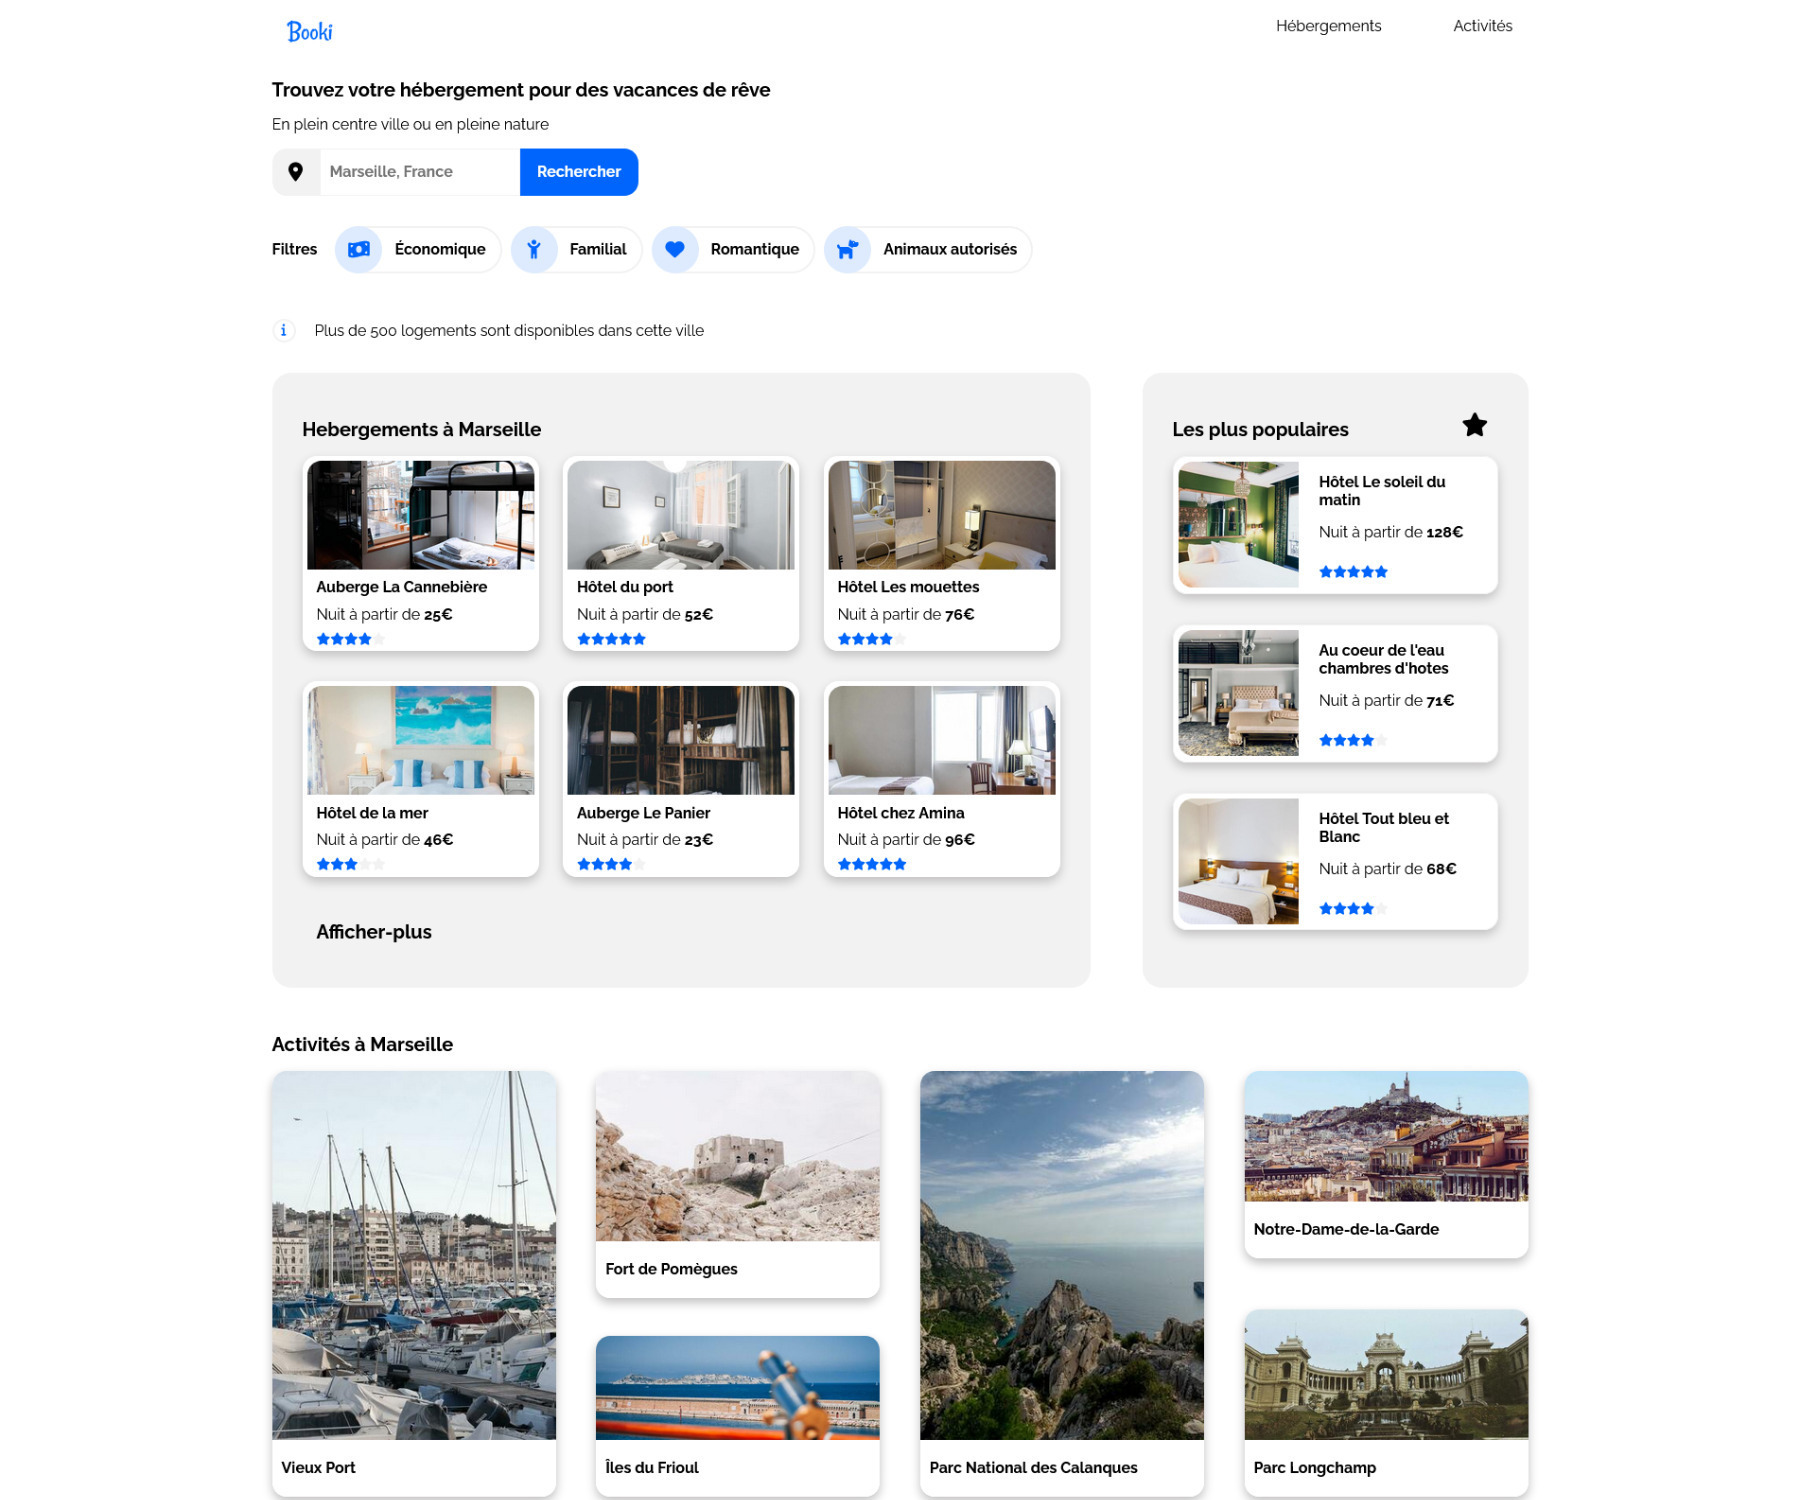 Booki
Hébergements
Activités
Trouvez votre hébergement pour des vacances de rêve
En plein centre ville ou en pleine nature
Marseille, France
Rechercher
Filtres
Économique
Familial
Romantique
Animaux autorisés
Plus de 500 logements sont disponibles dans cette ville
Hebergements à Marseille
Auberge La Cannebière
Nuit à partir de 25€
Hôtel du port
Nuit à partir de 52€
Hôtel Les mouettes
Nuit à partir de 76€
Hôtel de la mer
Nuit à partir de 46€
Auberge Le Panier
Nuit à partir de 23€
Hôtel chez Amina
Nuit à partir de 96€
Afficher-plus
Les plus populaires
Hôtel Le soleil du
matin
Nuit à partir de 128€
Au coeur de l'eau
chambres d'hotes
Nuit à partir de 71€
Hôtel Tout bleu et
Blanc
Nuit à partir de 68€
Activités à Marseille
Vieux Port
Fort de Pomègues
Îles du Frioul
Parc National des Calanques
Notre-Dame-de-la-Garde
Parc Longchamp